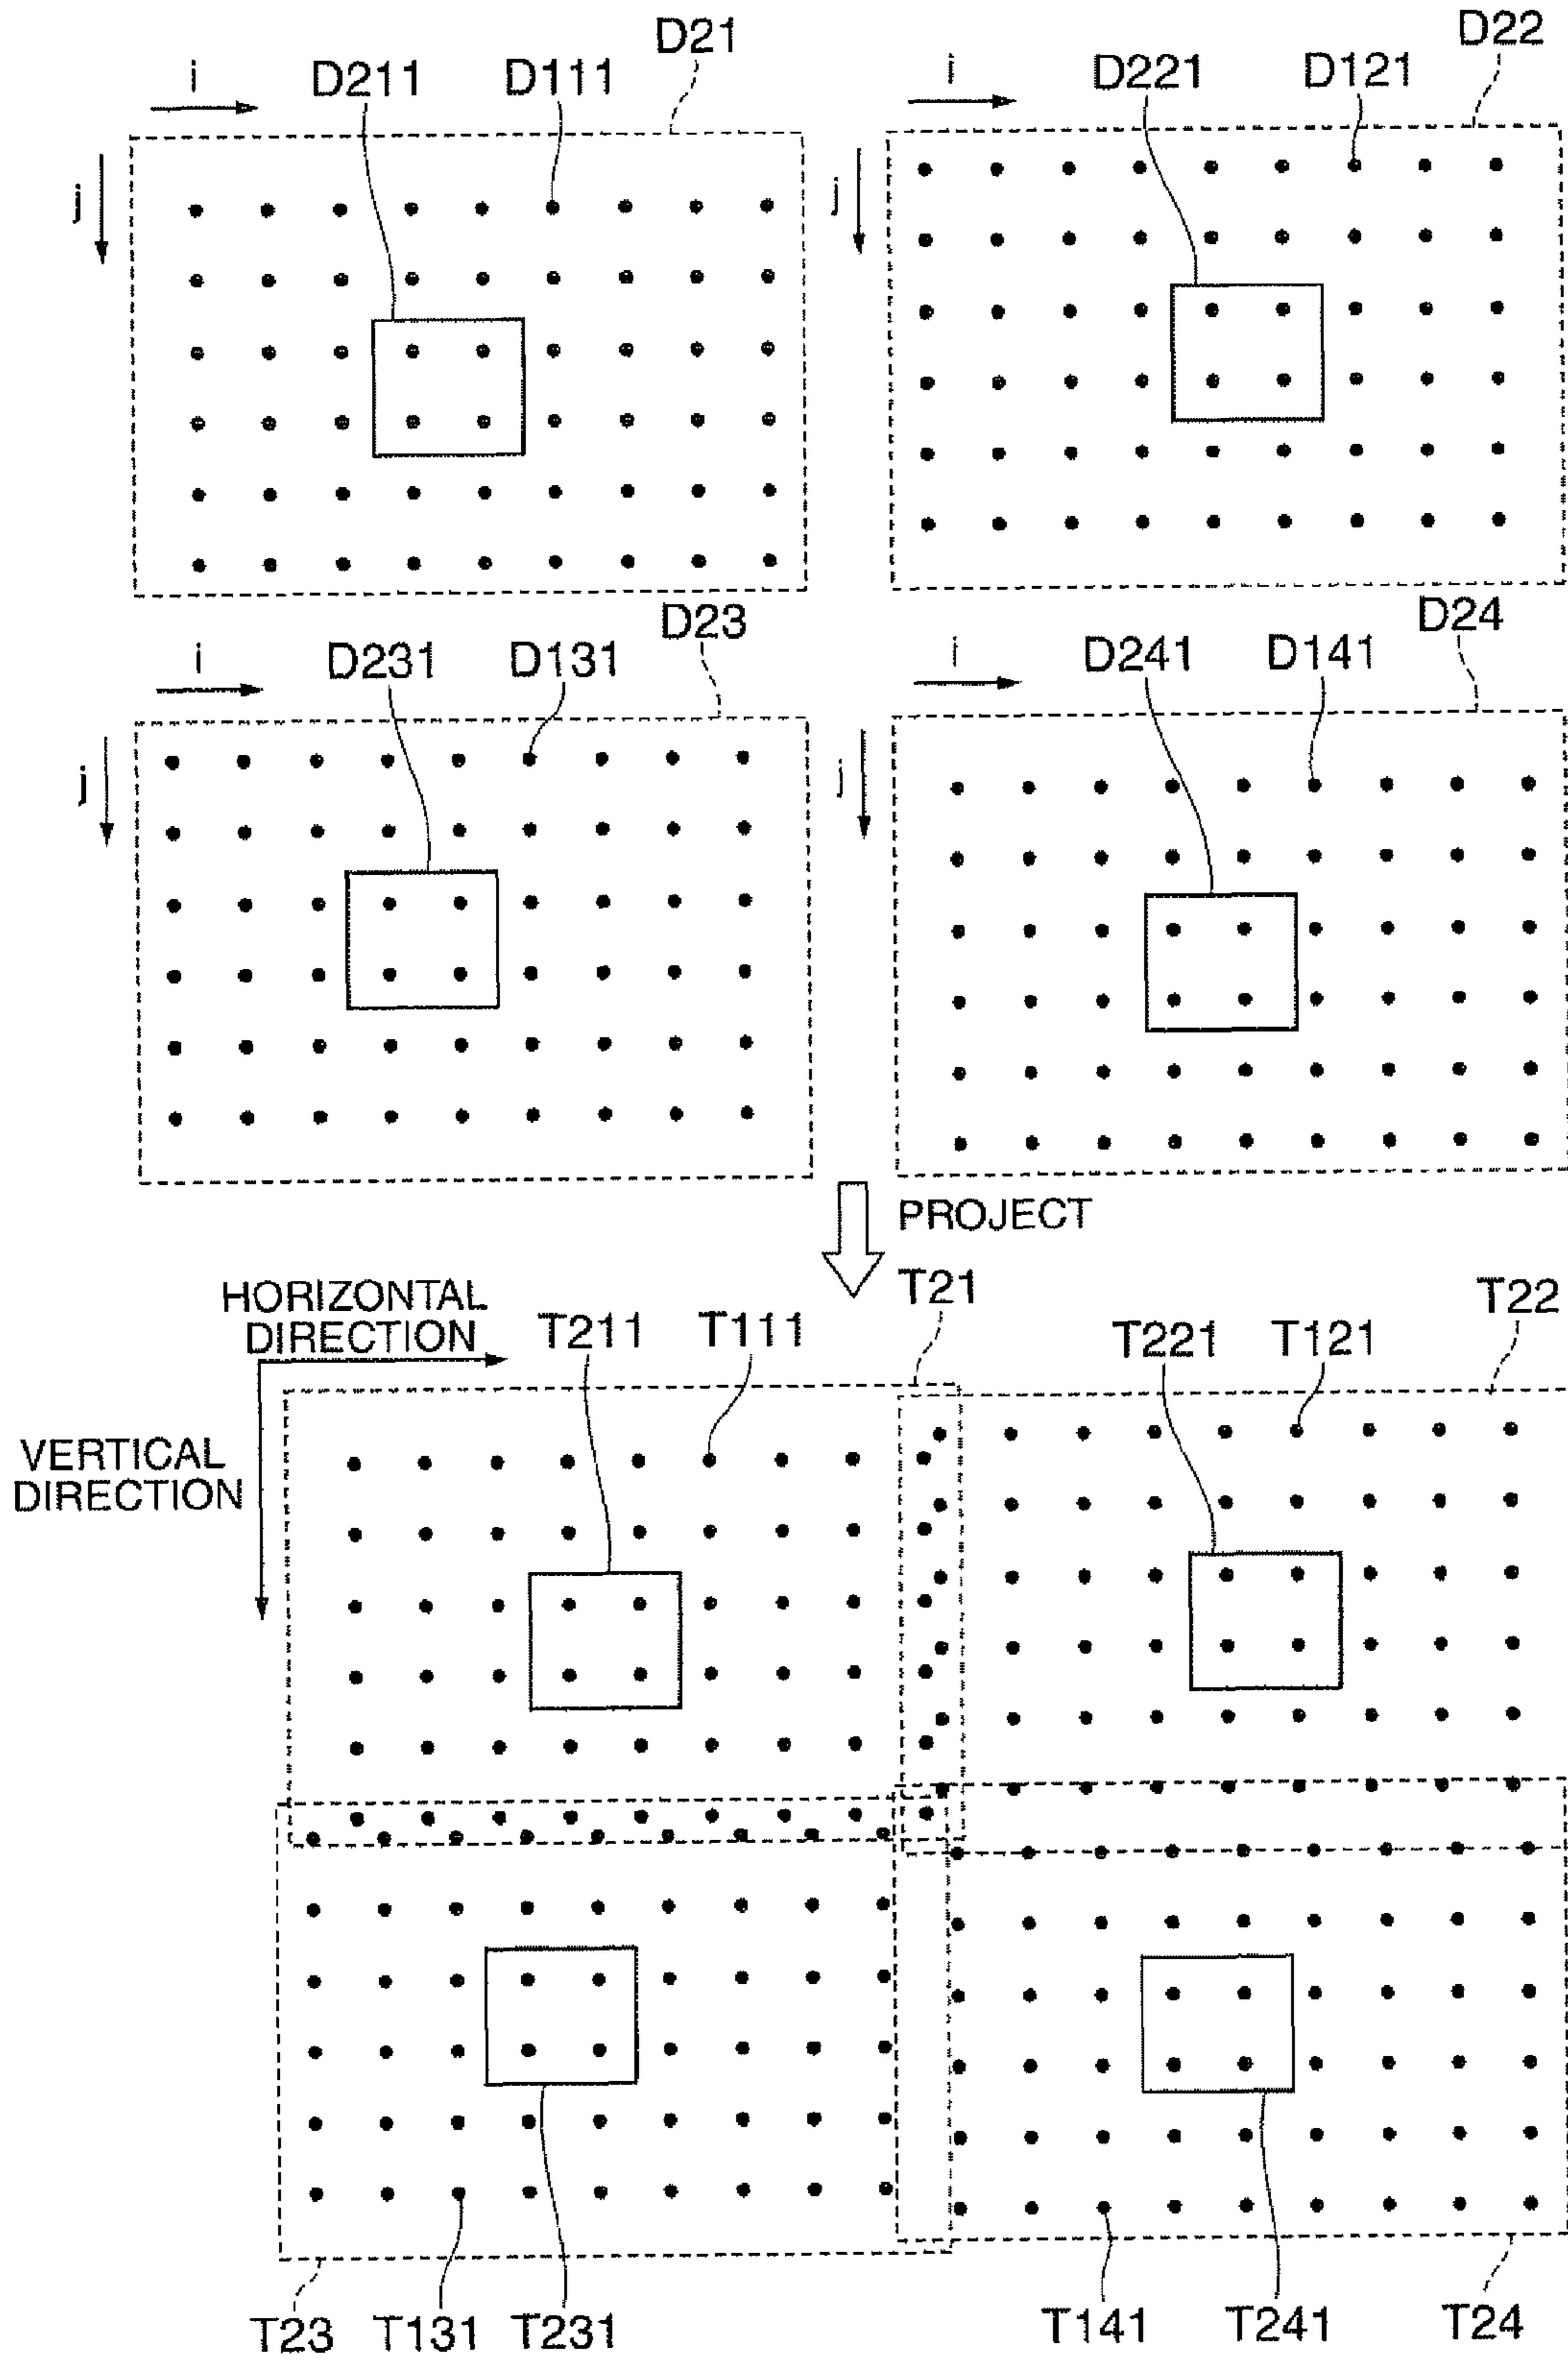 D21
D22
i
D211
D111
i
D221
D121
j
j
D23
D24
i
D231
D131
i
D241
D141
j
j
PROJECT
HORIZONTAL
DIRECTION
T21
T22
T211
T111
T221
T121
VERTICAL
DIRECTION
T23
T131
T231
T141
T241
T24